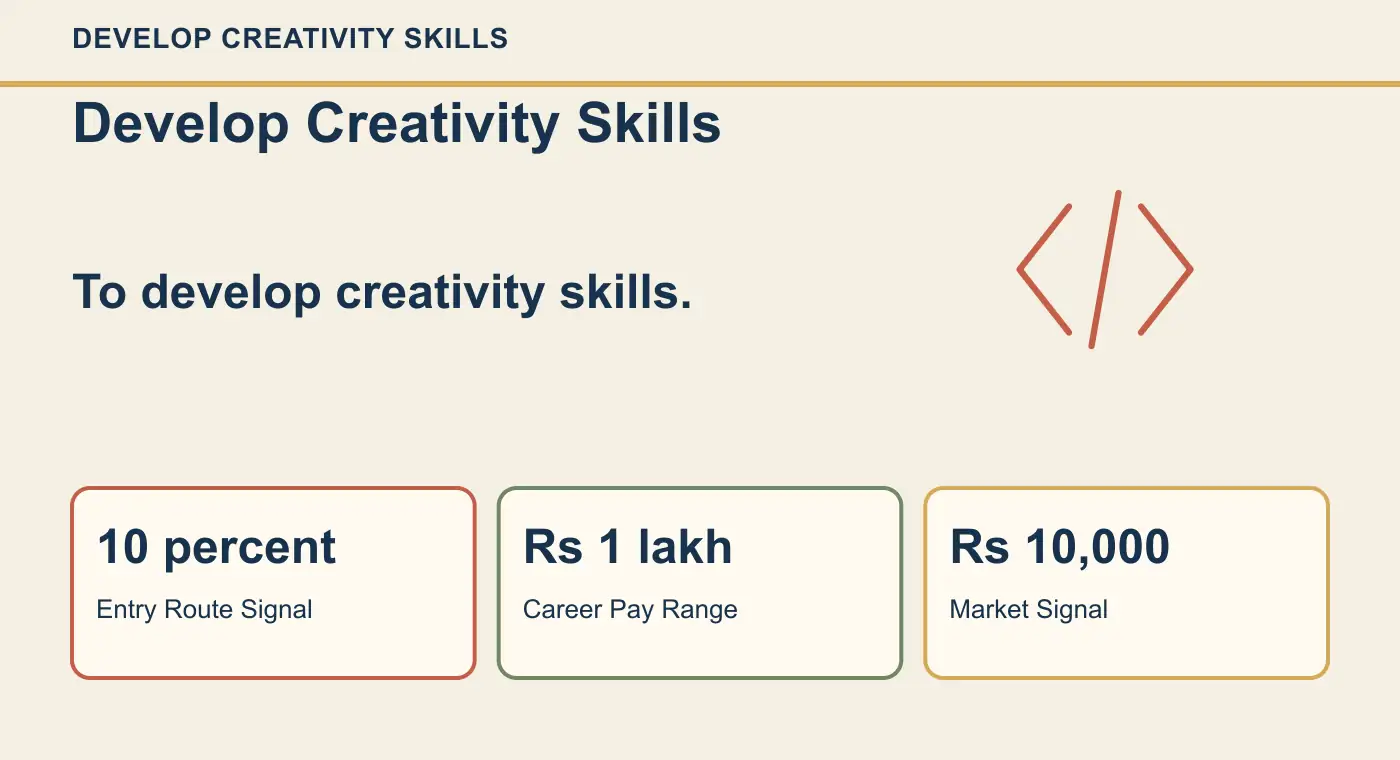 DEVELOP CREATIVITY SKILLS
Develop Creativity Skills
To develop creativity skills.
10 percent
Entry Route Signal
Rs 1 lakh
Career Pay Range
Rs 10,000
Market Signal